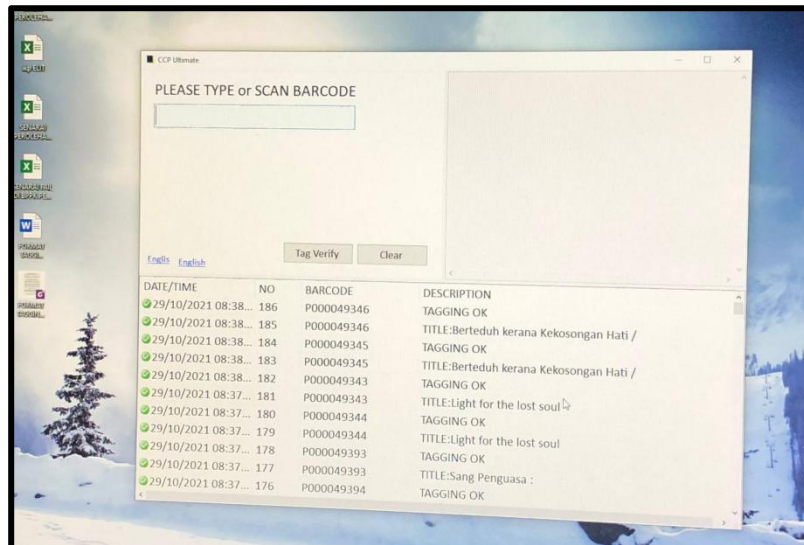 CCP Ultimate
PLEASE TYPE or SCAN BARCODE
Englis English
Tag Verify Clear
DATE/TIME NO BARCODE DESCRIPTION
29/10/2021 08:38... 186 P000049346 TAGGING OK
29/10/2021 08:38... 185 P000049346 TITLE:Berteduh kerana Kekosongan Hati /
29/10/2021 08:38... 184 P000049345 TAGGING OK
29/10/2021 08:38... 183 P000049345 TITLE:Berteduh kerana Kekosongan Hati /
29/10/2021 08:38... 182 P000049343 TAGGING OK
29/10/2021 08:37... 181 P000049343 TITLE:Light for the lost soul
29/10/2021 08:37... 180 P000049344 TAGGING OK
29/10/2021 08:37... 179 P000049344 TITLE:Light for the lost soul
29/10/2021 08:37... 178 P000049393 TAGGING OK
29/10/2021 08:37... 177 P000049393 TITLE:Sang Penguasa :
29/10/2021 08:37... 176 P000049394 TAGGING OK
SENARAI
FORMAT
FORMAT